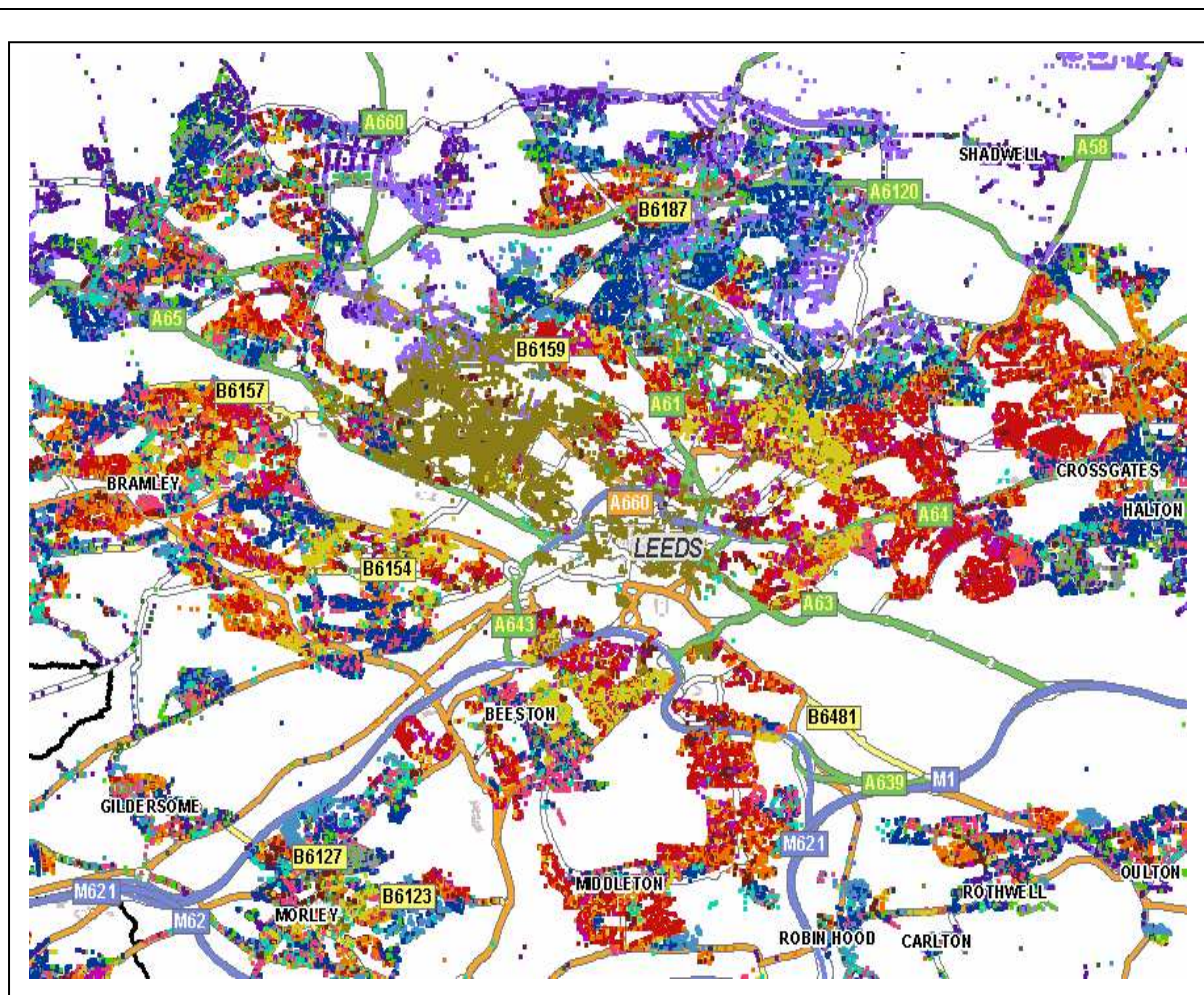 A660
A58
SHADWELL
A6120
B6187
A65
B6159
B6157
A61
BRAMLEY
CROSSGATES
A660
HALTON
A64
LEEDS
B6154
A63
A643
BEESTON
B6481
M1
A639
GILDERSOME
M621
B6127
OULTON
MIDDLETON
M621
B6123
ROTHWELL
MORLEY
M62
ROBIN HOOD
CARLTON